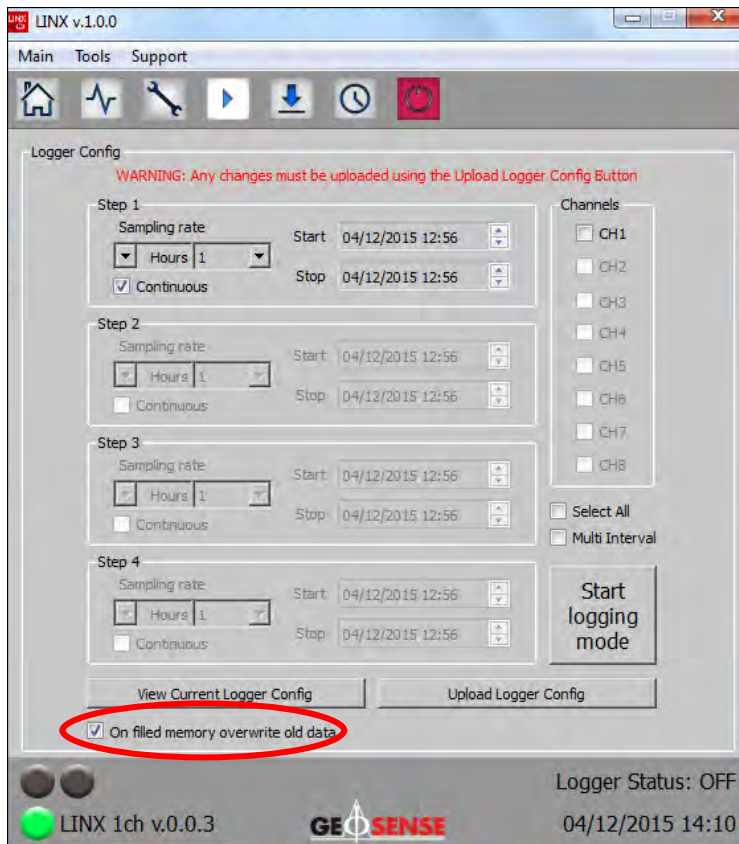 LINX v.1.0.0
Main Tools Support
Logger Config
WARNING: Any changes must be uploaded using the Upload Logger Config Button
Step 1
Sampling rate
Hours 1
Continuous
Start 04/12/2015 12:56
Stop 04/12/2015 12:56
Step 2
Sampling rate
Hours 1
Continuous
Start 04/12/2015 12:56
Stop 04/12/2015 12:56
Step 3
Sampling rate
Hours 1
Continuous
Start 04/12/2015 12:56
Stop 04/12/2015 12:56
Step 4
Sampling rate
Hours 1
Continuous
Start 04/12/2015 12:56
Stop 04/12/2015 12:56
Channels
CH1
CH2
CH3
CH4
CH5
CH6
CH7
CH8
Select All
Multi Interval
Start
logging
mode
View Current Logger Config
Upload Logger Config
On filled memory overwrite old data
Logger Status: OFF
LINX 1ch v.0.0.3
GEOSENSE
04/12/2015 14:10